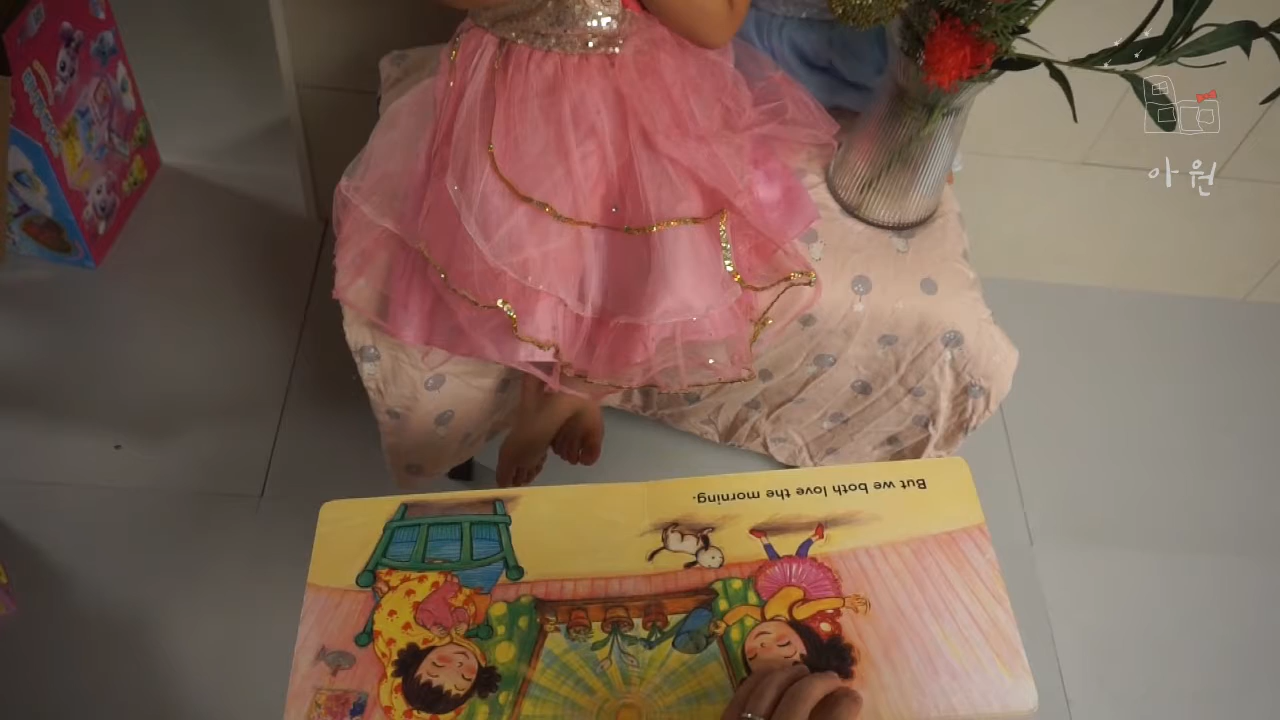 아원
But we both love the morning.